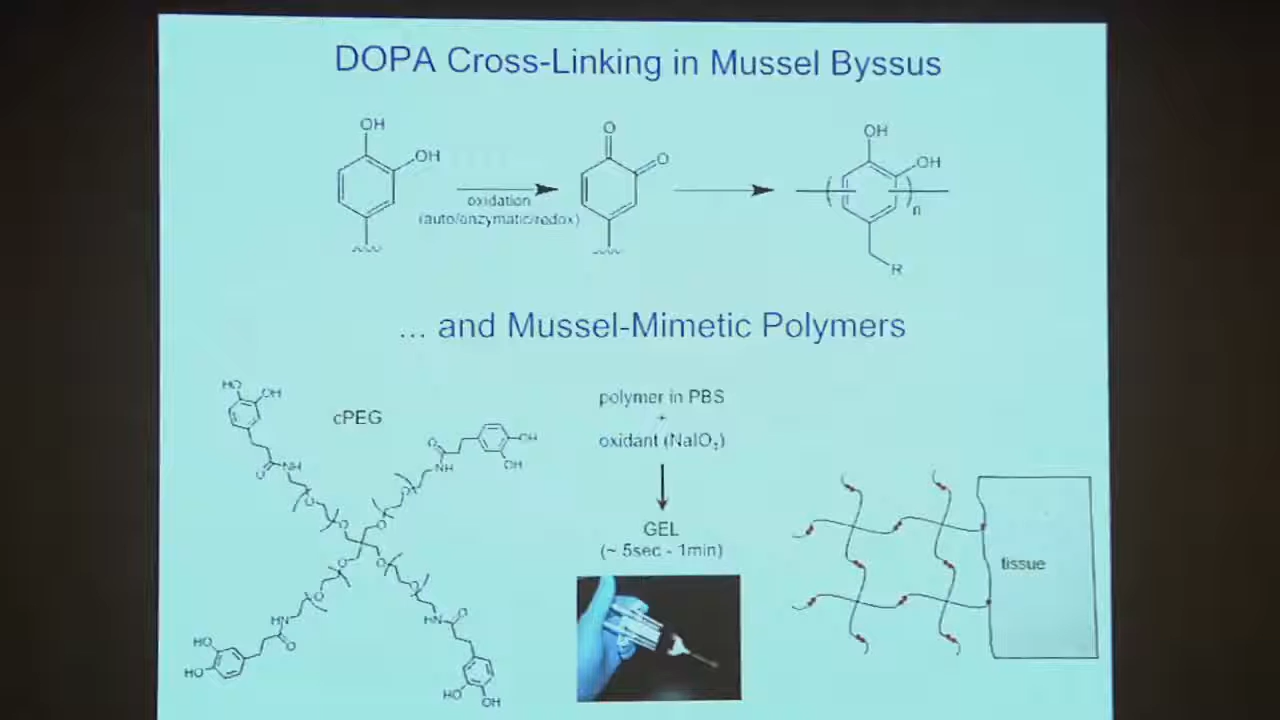 DOPA Cross-Linking in Mussel Byssus
OH
OH
oxidation
(auto/enzymatic/redox)
O
O
OH
OH
n
R
... and Mussel-Mimetic Polymers
cPEG
HO
OH
O
NH
O
O
O
O
NH
O
OH
OH
O
O
HN
O
HO
HO
O
O
HN
O
HO
OH
polymer in PBS
+
oxidant (NaIO
GEL
(~ 5sec - 1min)
tissue